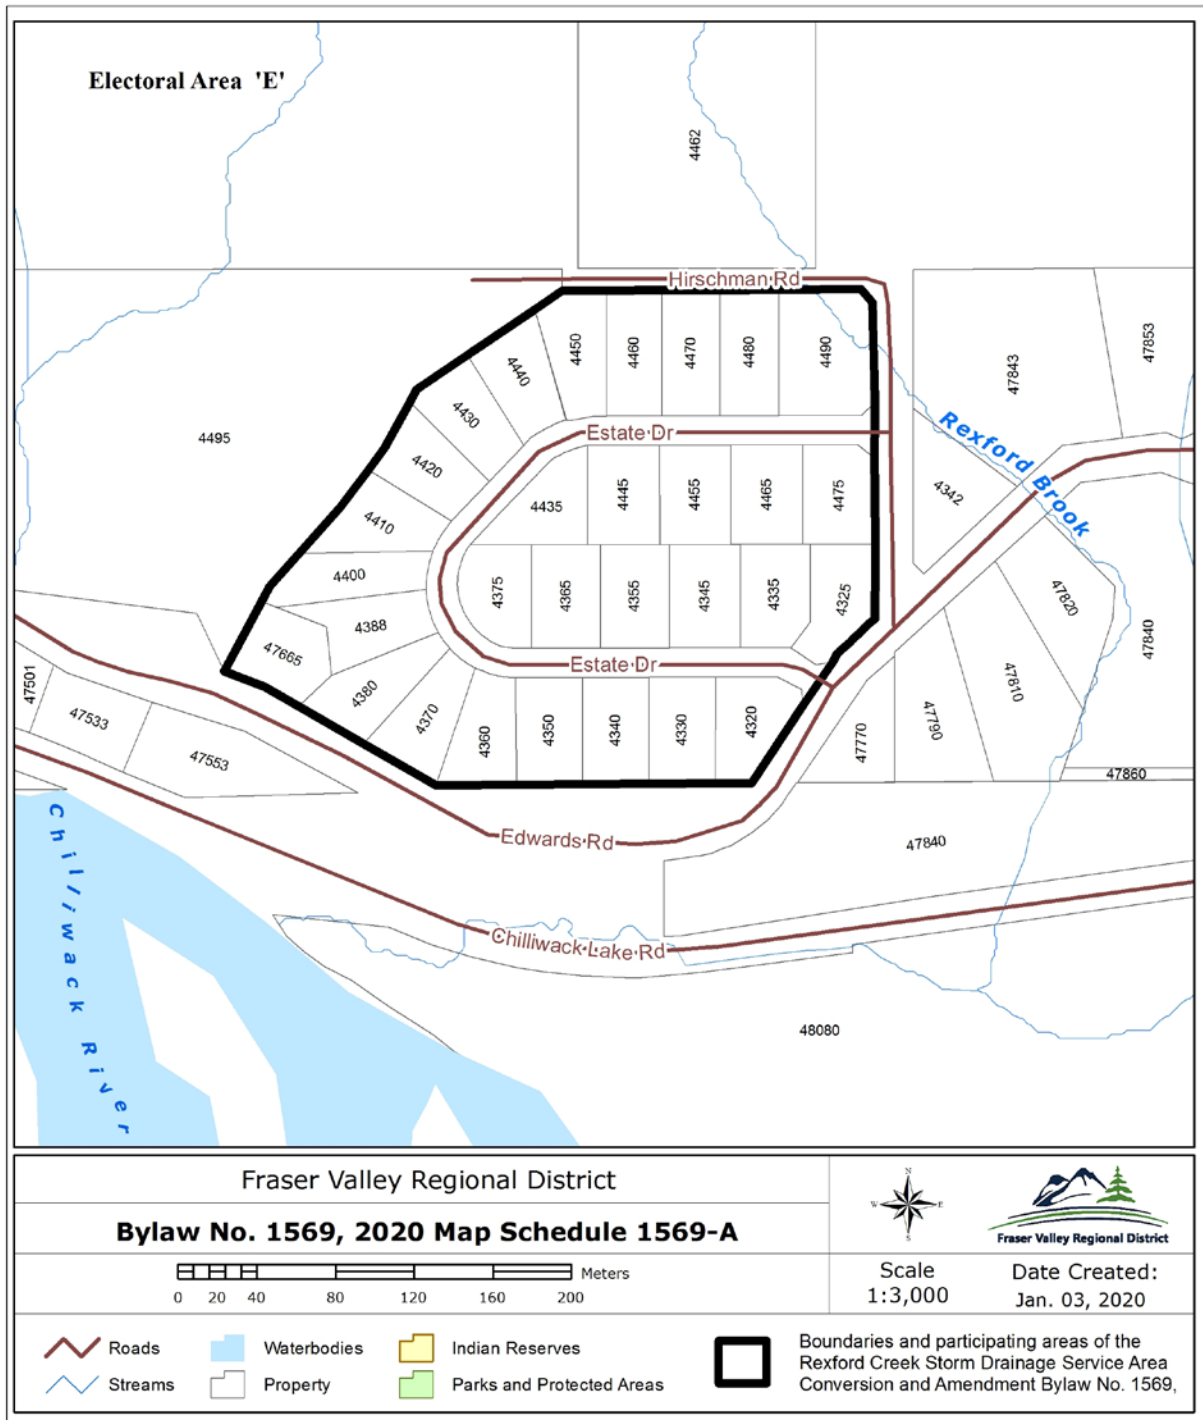 Electoral Area 'E'
4462
Hirschman Rd
4450
4460
4470
4480
4490
4440
4430
4420
4410
4400
4388
47665
4380
4370
4360
4350
4340
4330
4320
4495
Estate Dr
4435
4445
4455
4465
4475
4375
4365
4355
4345
4335
4325
Estate Dr
47843
47853
Rexford Brook
4342
47820
47840
47810
47790
47770
47860
47840
47501
47533
47553
Edwards Rd
Chilliwack Lake Rd
Chilliwack River
48080
Fraser Valley Regional District
Bylaw No. 1569, 2020 Map Schedule 1569-A
Meters
0 20 40 80 120 160 200
N
W E
S
Fraser Valley Regional District
Scale
1:3,000
Date Created:
Jan. 03, 2020
Roads
Waterbodies
Indian Reserves
Streams
Property
Parks and Protected Areas
Boundaries and participating areas of the
Rexford Creek Storm Drainage Service Area
Conversion and Amendment Bylaw No. 1569,